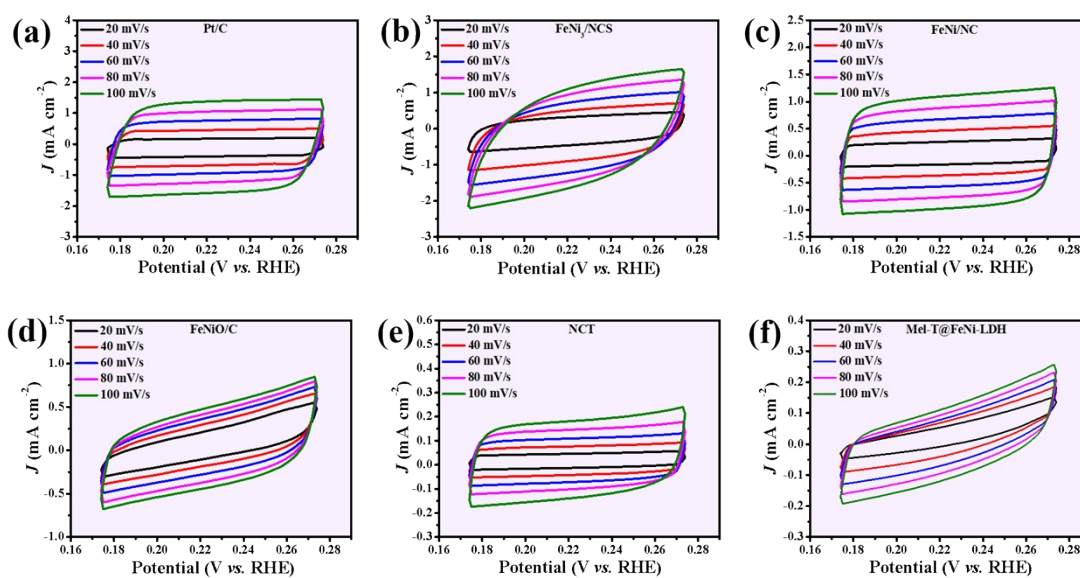 (a)
Pt/C
20 mV/s
40 mV/s
60 mV/s
80 mV/s
100 mV/s
J (mA cm⁻²)
4
3
2
1
0
-1
-2
-3
0.16 0.18 0.20 0.22 0.24 0.26 0.28
Potential (V vs. RHE)
(b)
FeNi₃/NCS
20 mV/s
40 mV/s
60 mV/s
80 mV/s
100 mV/s
J (mA cm⁻²)
3
2
1
0
-1
-2
-3
0.16 0.18 0.20 0.22 0.24 0.26 0.28
Potential (V vs. RHE)
(c)
FeNi/NC
20 mV/s
40 mV/s
60 mV/s
80 mV/s
100 mV/s
J (mA cm⁻²)
2.5
2.0
1.5
1.0
0.5
0.0
-0.5
-1.0
-1.5
0.16 0.18 0.20 0.22 0.24 0.26 0.28
Potential (V vs. RHE)
(d)
FeNiO/C
20 mV/s
40 mV/s
60 mV/s
80 mV/s
100 mV/s
J (mA cm⁻²)
1.5
1.0
0.5
0.0
-0.5
-1.0
0.16 0.18 0.20 0.22 0.24 0.26 0.28
Potential (V vs. RHE)
(e)
NCT
20 mV/s
40 mV/s
60 mV/s
80 mV/s
100 mV/s
J (mA cm⁻²)
0.6
0.5
0.4
0.3
0.2
0.1
0.0
-0.1
-0.2
-0.3
0.16 0.18 0.20 0.22 0.24 0.26 0.28
Potential (V vs. RHE)
(f)
Mel-T@FeNi-LDH
20 mV/s
40 mV/s
60 mV/s
80 mV/s
100 mV/s
J (mA cm⁻²)
0.4
0.3
0.2
0.1
0.0
-0.1
-0.2
-0.3
0.16 0.18 0.20 0.22 0.24 0.26 0.28
Potential (V vs. RHE)